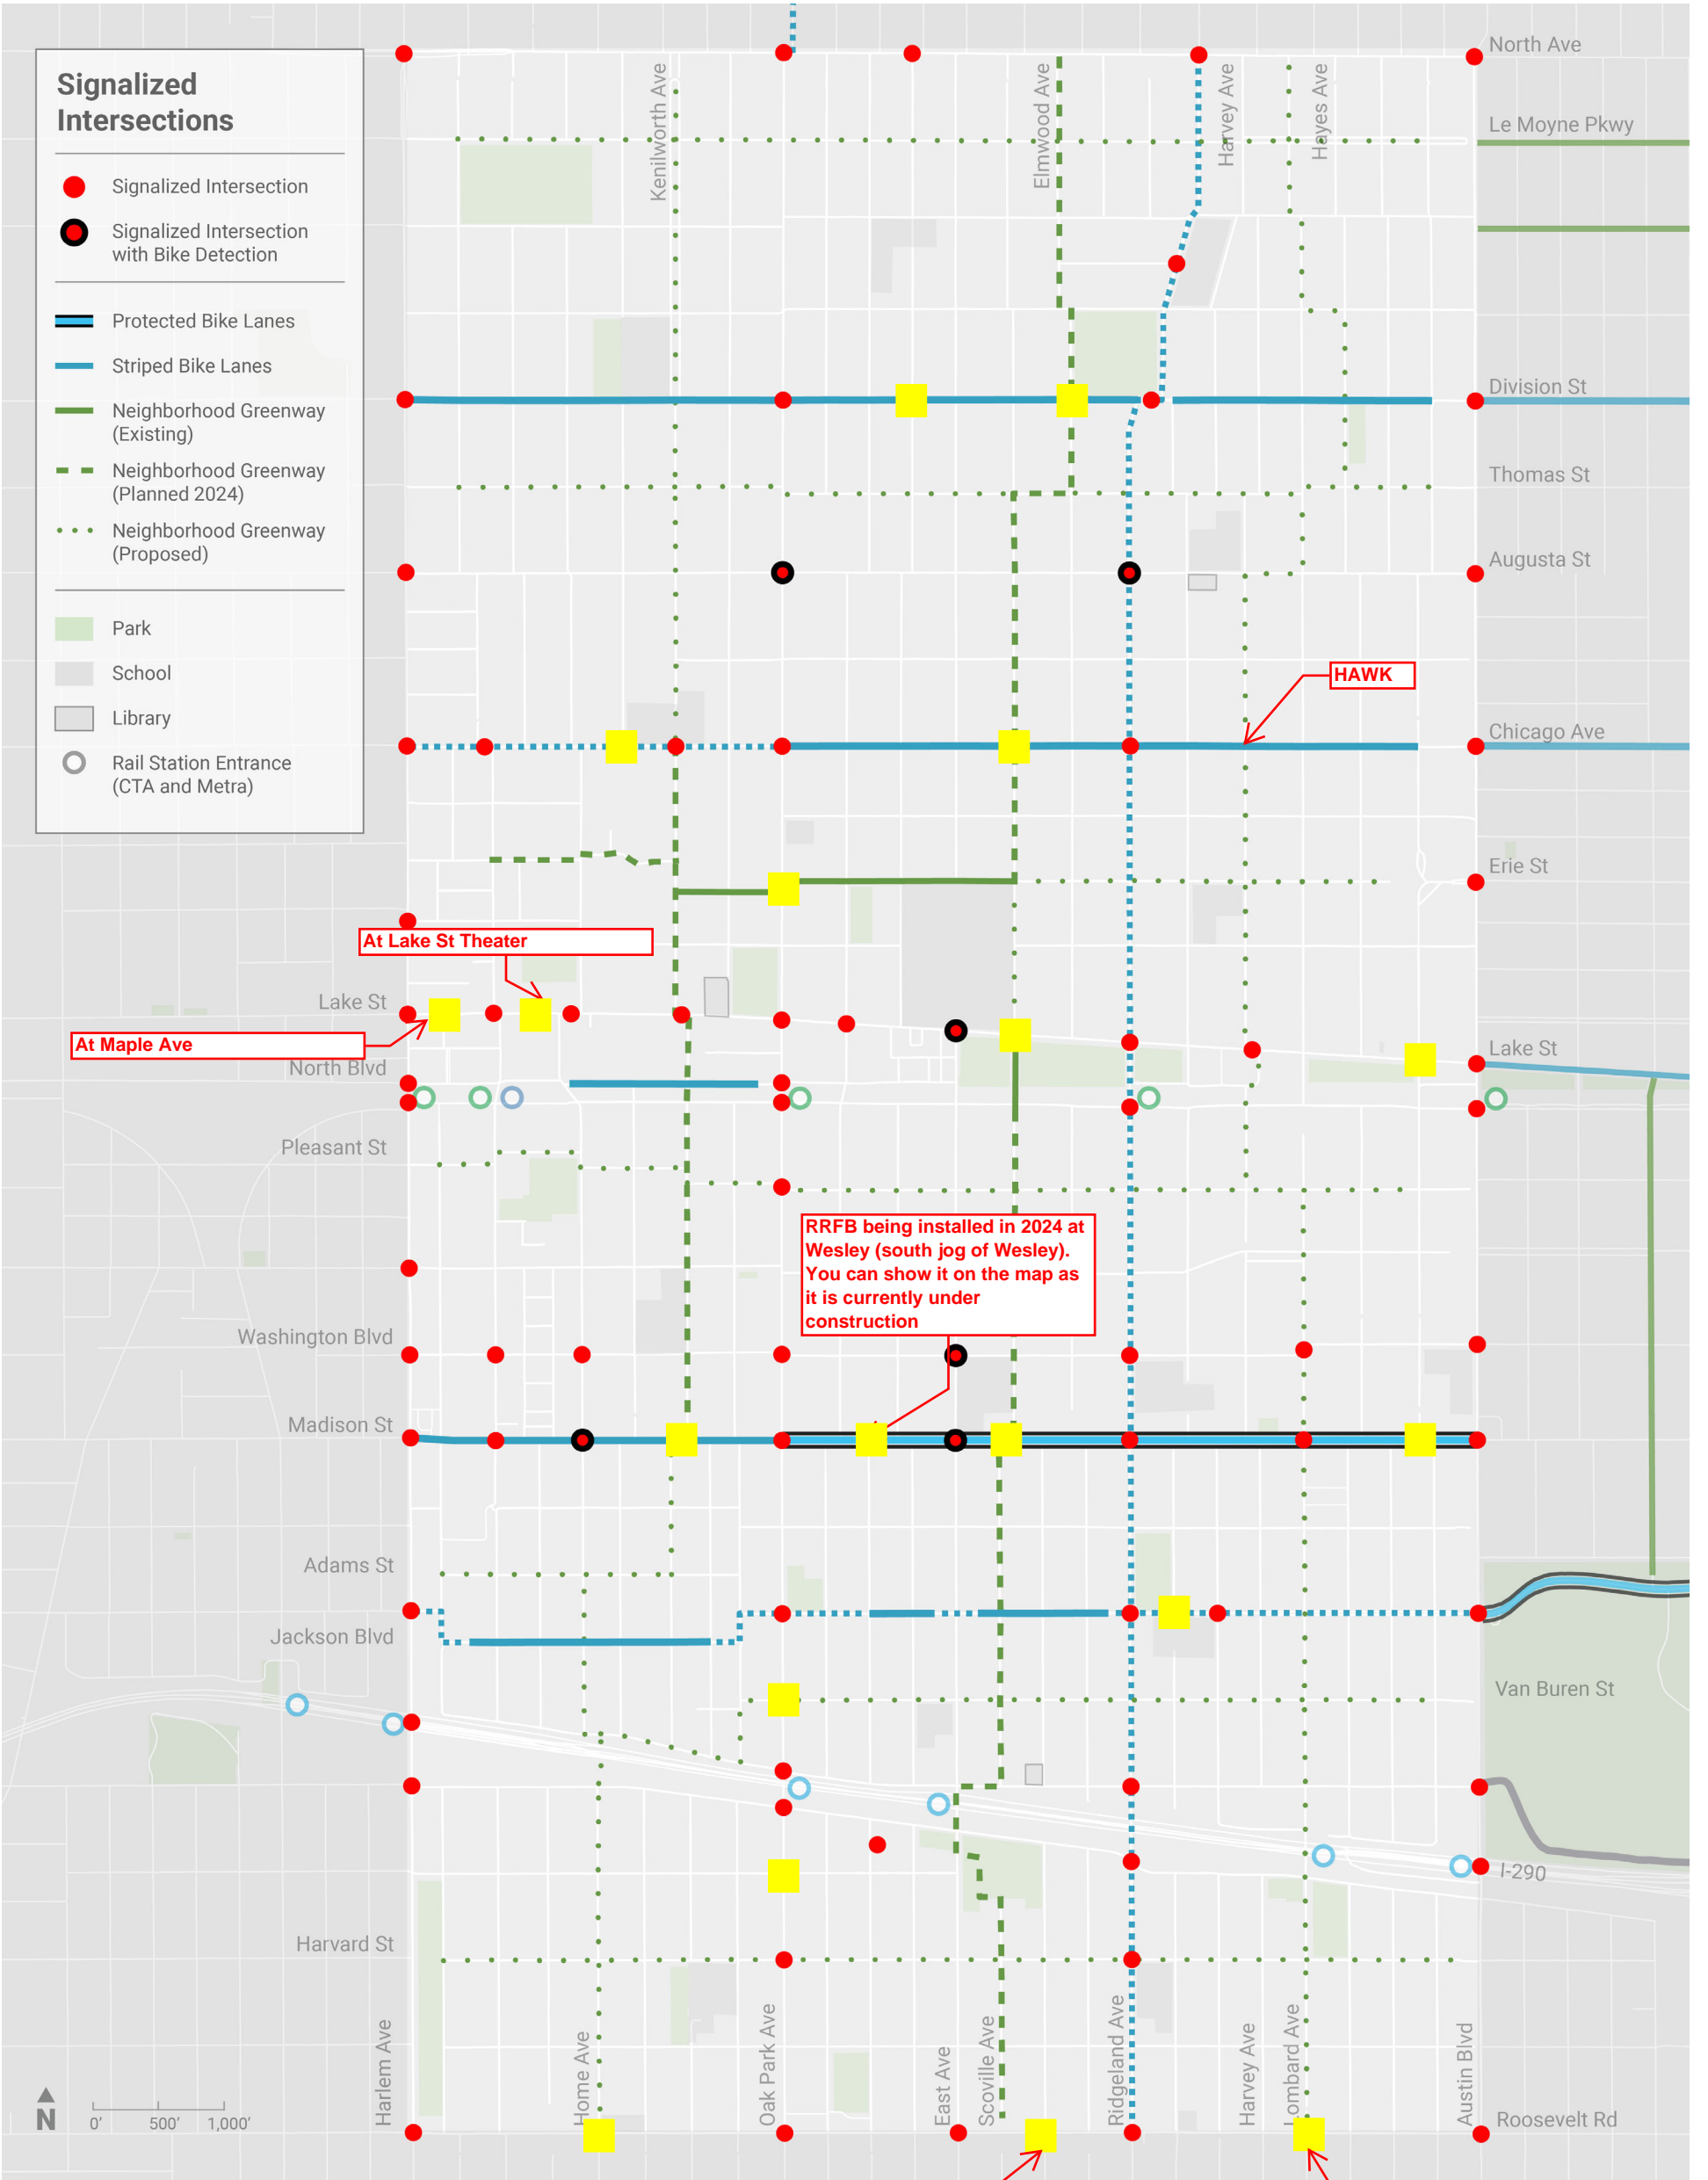 Signalized
Intersections
Signalized Intersection
Signalized Intersection
with Bike Detection
Protected Bike Lanes
Striped Bike Lanes
Neighborhood Greenway
(Existing)
Neighborhood Greenway
(Planned 2024)
Neighborhood Greenway
(Proposed)
Park
School
Library
Rail Station Entrance
(CTA and Metra)
North Ave
Kenilworth Ave
Elmwood Ave
Harvey Ave
Hayes Ave
Le Moyne Pkwy
Division St
Thomas St
Augusta St
HAWK
Chicago Ave
Erie St
At Lake St Theater
Lake St
At Maple Ave
Lake St
North Blvd
Pleasant St
RRFB being installed in 2024 at
Wesley (south jog of Wesley).
You can show it on the map as
it is currently under
construction
Washington Blvd
Madison St
Adams St
Jackson Blvd
Van Buren St
I-290
Harvard St
Harlem Ave
Home Ave
Oak Park Ave
East Ave
Scoville Ave
Ridgeland Ave
Harvey Ave
Lombard Ave
Austin Blvd
Roosevelt Rd
N
0' 500' 1,000'